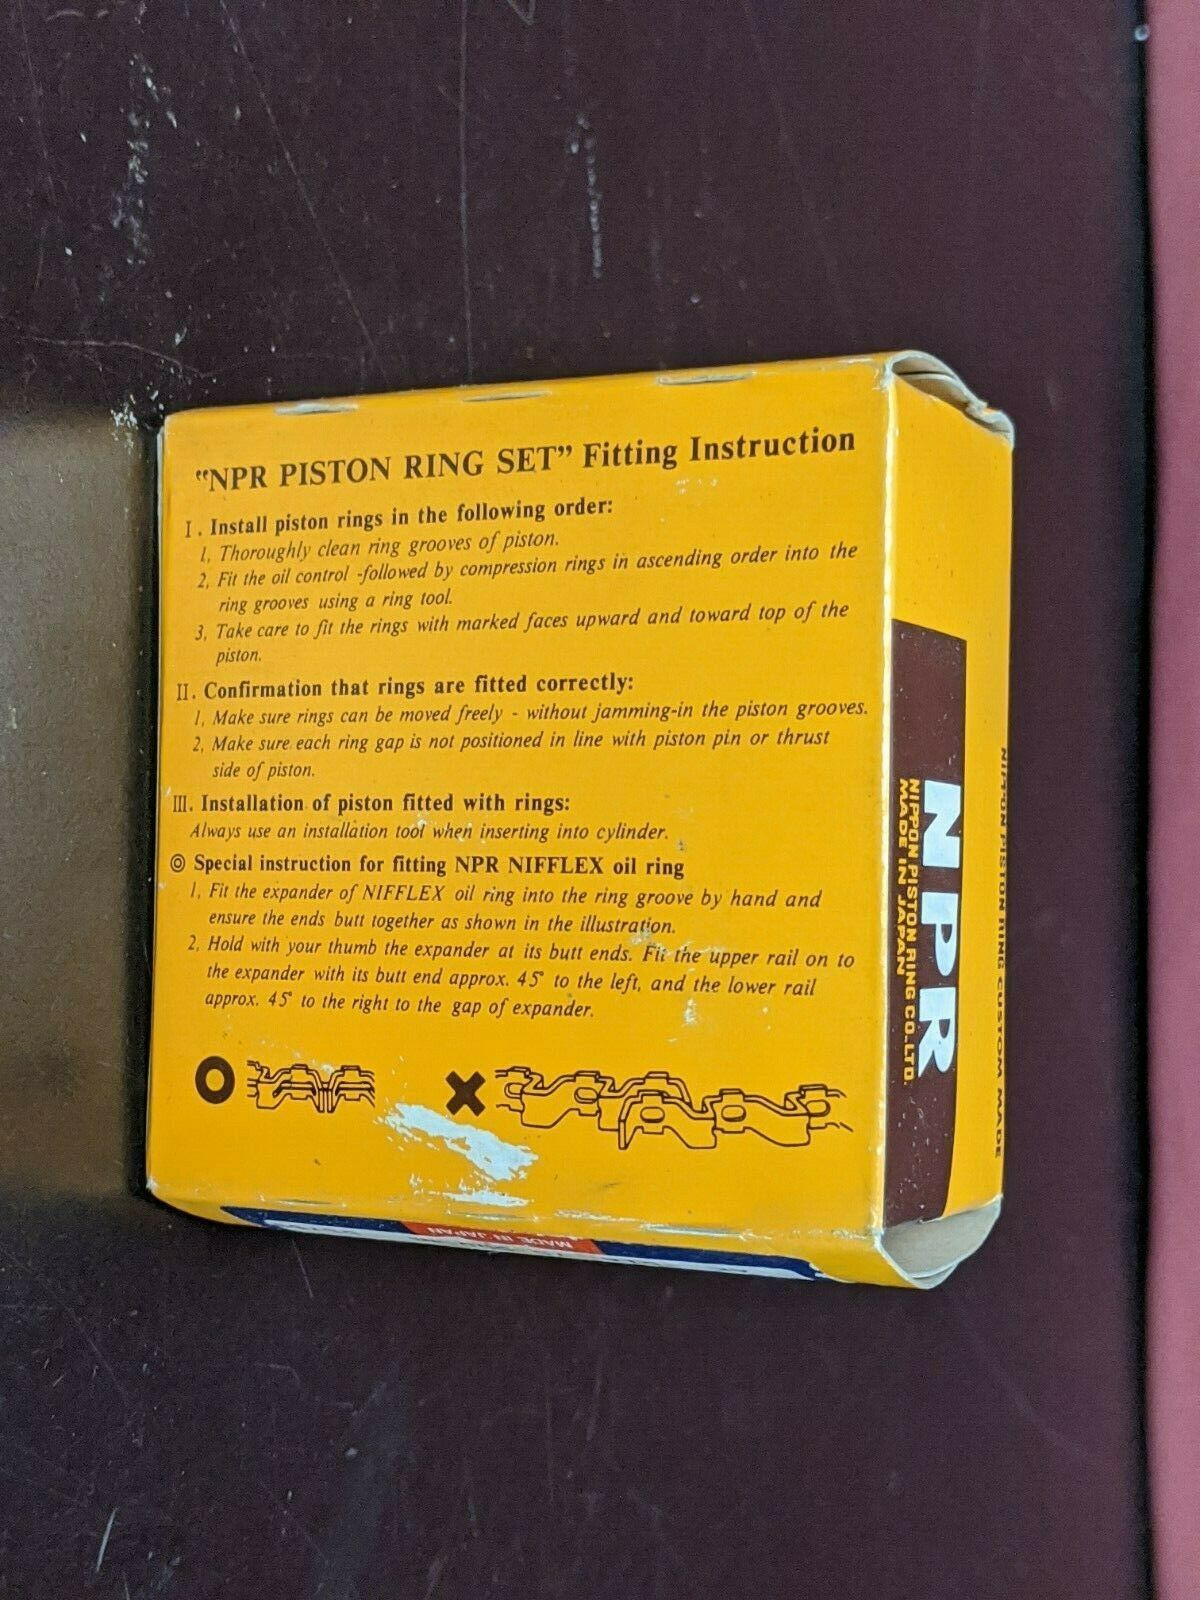 “NPR PISTON RING SET” Fitting Instruction
I. Install piston rings in the following order:
1, Thoroughly clean ring grooves of piston.
2, Fit the oil control -followed by compression rings in ascending order into the
ring grooves using a ring tool.
3, Take care to fit the rings with marked faces upward and toward top of the
piston.
II. Confirmation that rings are fitted correctly:
1, Make sure rings can be moved freely - without jamming-in the piston grooves.
2, Make sure each ring gap is not positioned in line with piston pin or thrust
side of piston.
III. Installation of piston fitted with rings:
Always use an installation tool when inserting into cylinder.
◎ Special instruction for fitting NPR NIFFLEX oil ring
1, Fit the expander of NIFFLEX oil ring into the ring groove by hand and
ensure the ends butt together as shown in the illustration.
2, Hold with your thumb the expander at its butt ends. Fit the upper rail on to
the expander with its butt end approx. 45° to the left, and the lower rail
approx. 45° to the right to the gap of expander.
NPR
NIPPON PISTON RING CO., LTD.
MADE IN JAPAN
NIPPON PISTON RING CUSTOM MADE
MADE IN JAPAN